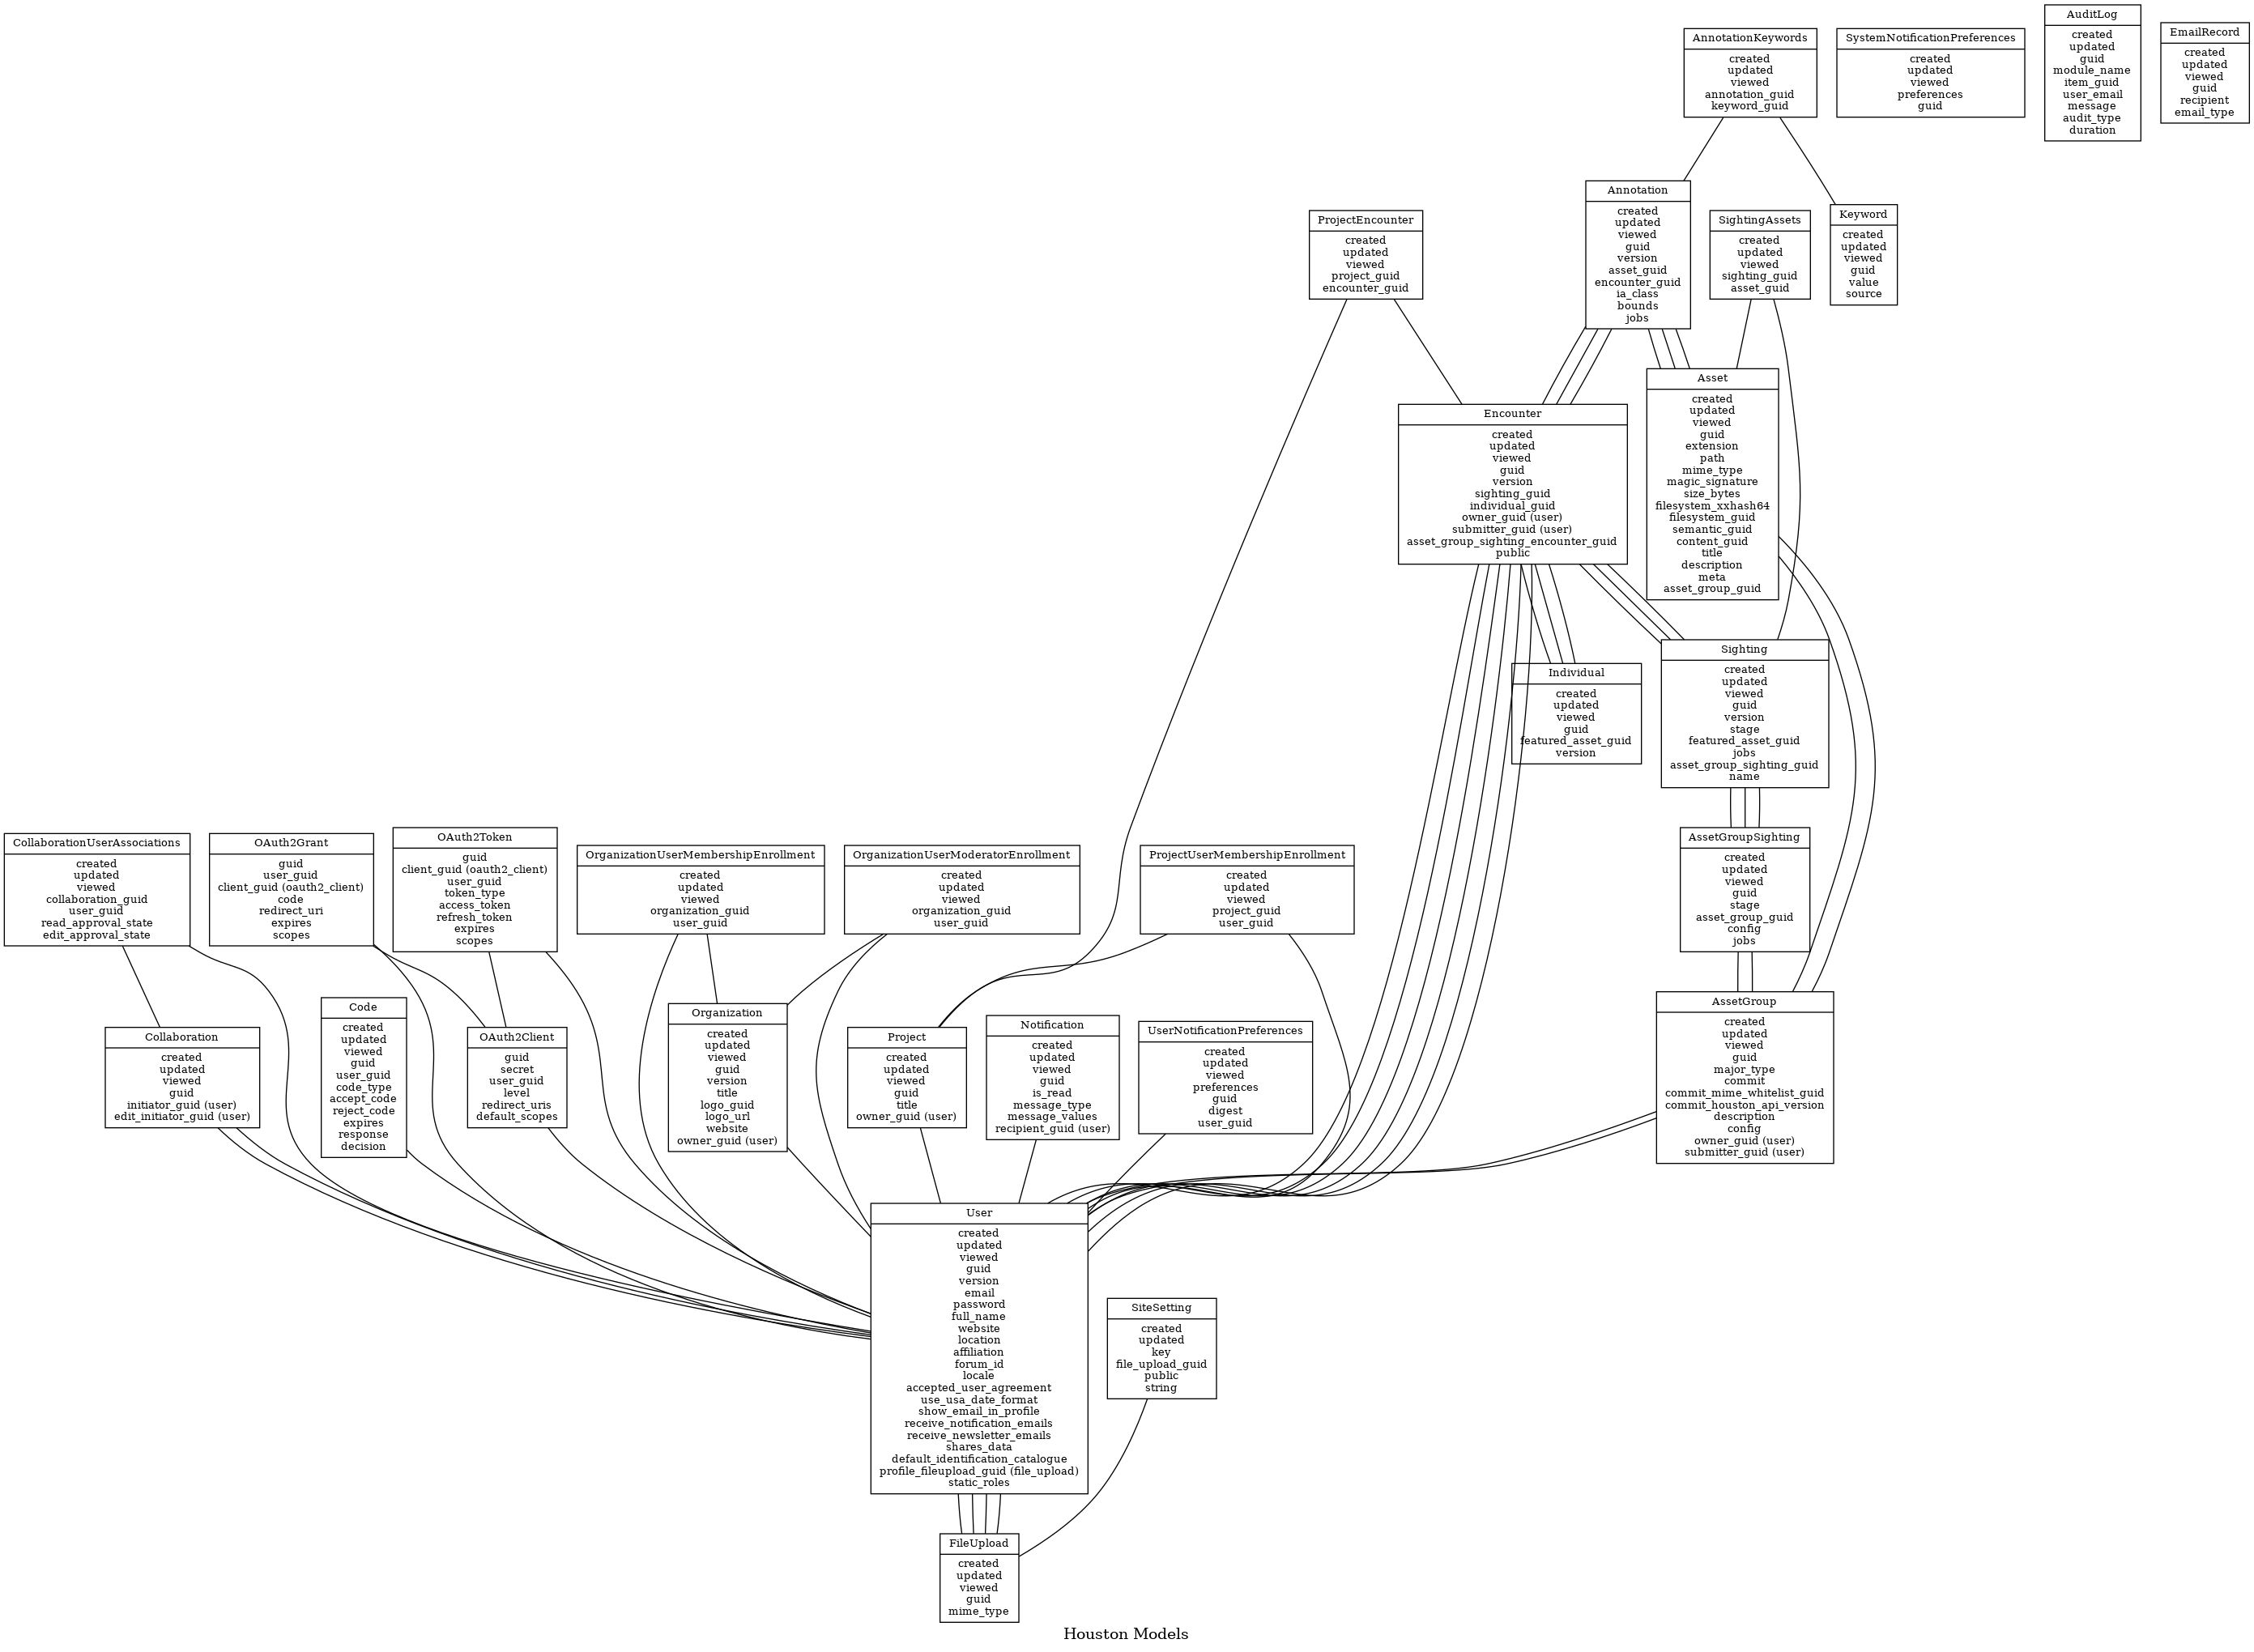 AuditLog
created
updated
guid
module_name
item_guid
user_email
message
audit_type
duration
EmailRecord
created
updated
viewed
guid
recipient
email_type
AnnotationKeywords
created
updated
viewed
annotation_guid
keyword_guid
SystemNotificationPreferences
created
updated
viewed
preferences
guid
Annotation
created
updated
viewed
guid
version
asset_guid
encounter_guid
ia_class
bounds
jobs
Keyword
created
updated
viewed
guid
value
source
ProjectEncounter
created
updated
viewed
project_guid
encounter_guid
SightingAssets
created
updated
viewed
sighting_guid
asset_guid
Asset
created
updated
viewed
guid
extension
path
mime_type
magic_signature
size_bytes
filesystem_xxhash64
filesystem_guid
semantic_guid
content_guid
title
description
meta
asset_group_guid
Encounter
created
updated
viewed
guid
version
sighting_guid
individual_guid
owner_guid (user)
submitter_guid (user)
asset_group_sighting_encounter_guid
public
Sighting
created
updated
viewed
guid
version
stage
featured_asset_guid
jobs
asset_group_sighting_guid
name
Individual
created
updated
viewed
guid
featured_asset_guid
version
CollaborationUserAssociations
created
updated
viewed
collaboration_guid
user_guid
read_approval_state
edit_approval_state
OAuth2Grant
guid
user_guid
client_guid (oauth2_client)
code
redirect_uri
expires
scopes
OAuth2Token
guid
client_guid (oauth2_client)
user_guid
token_type
access_token
refresh_token
expires
scopes
OrganizationUserMembershipEnrollment
created
updated
viewed
organization_guid
user_guid
OrganizationUserModeratorEnrollment
created
updated
viewed
organization_guid
user_guid
ProjectUserMembershipEnrollment
created
updated
viewed
project_guid
user_guid
AssetGroupSighting
created
updated
viewed
guid
stage
asset_group_guid
config
jobs
Collaboration
created
updated
viewed
guid
initiator_guid (user)
edit_initiator_guid (user)
Code
created
updated
viewed
guid
user_guid
code_type
accept_code
reject_code
expires
response
decision
OAuth2Client
guid
secret
user_guid
level
redirect_uris
default_scopes
Organization
created
updated
viewed
guid
version
title
logo_guid
logo_url
website
owner_guid (user)
Project
created
updated
viewed
guid
title
owner_guid (user)
Notification
created
updated
viewed
guid
is_read
message_type
message_values
recipient_guid (user)
UserNotificationPreferences
created
updated
viewed
preferences
guid
digest
user_guid
AssetGroup
created
updated
viewed
guid
major_type
commit
commit_mime_whitelist_guid
commit_houston_api_version
description
config
owner_guid (user)
submitter_guid (user)
User
created
updated
viewed
guid
version
email
password
full_name
website
location
affiliation
forum_id
locale
accepted_user_agreement
use_usa_date_format
show_email_in_profile
receive_notification_emails
receive_newsletter_emails
shares_data
default_identification_catalogue
profile_fileupload_guid (file_upload)
static_roles
SiteSetting
created
updated
key
file_upload_guid
public
string
FileUpload
created
updated
viewed
guid
mime_type
Houston Models